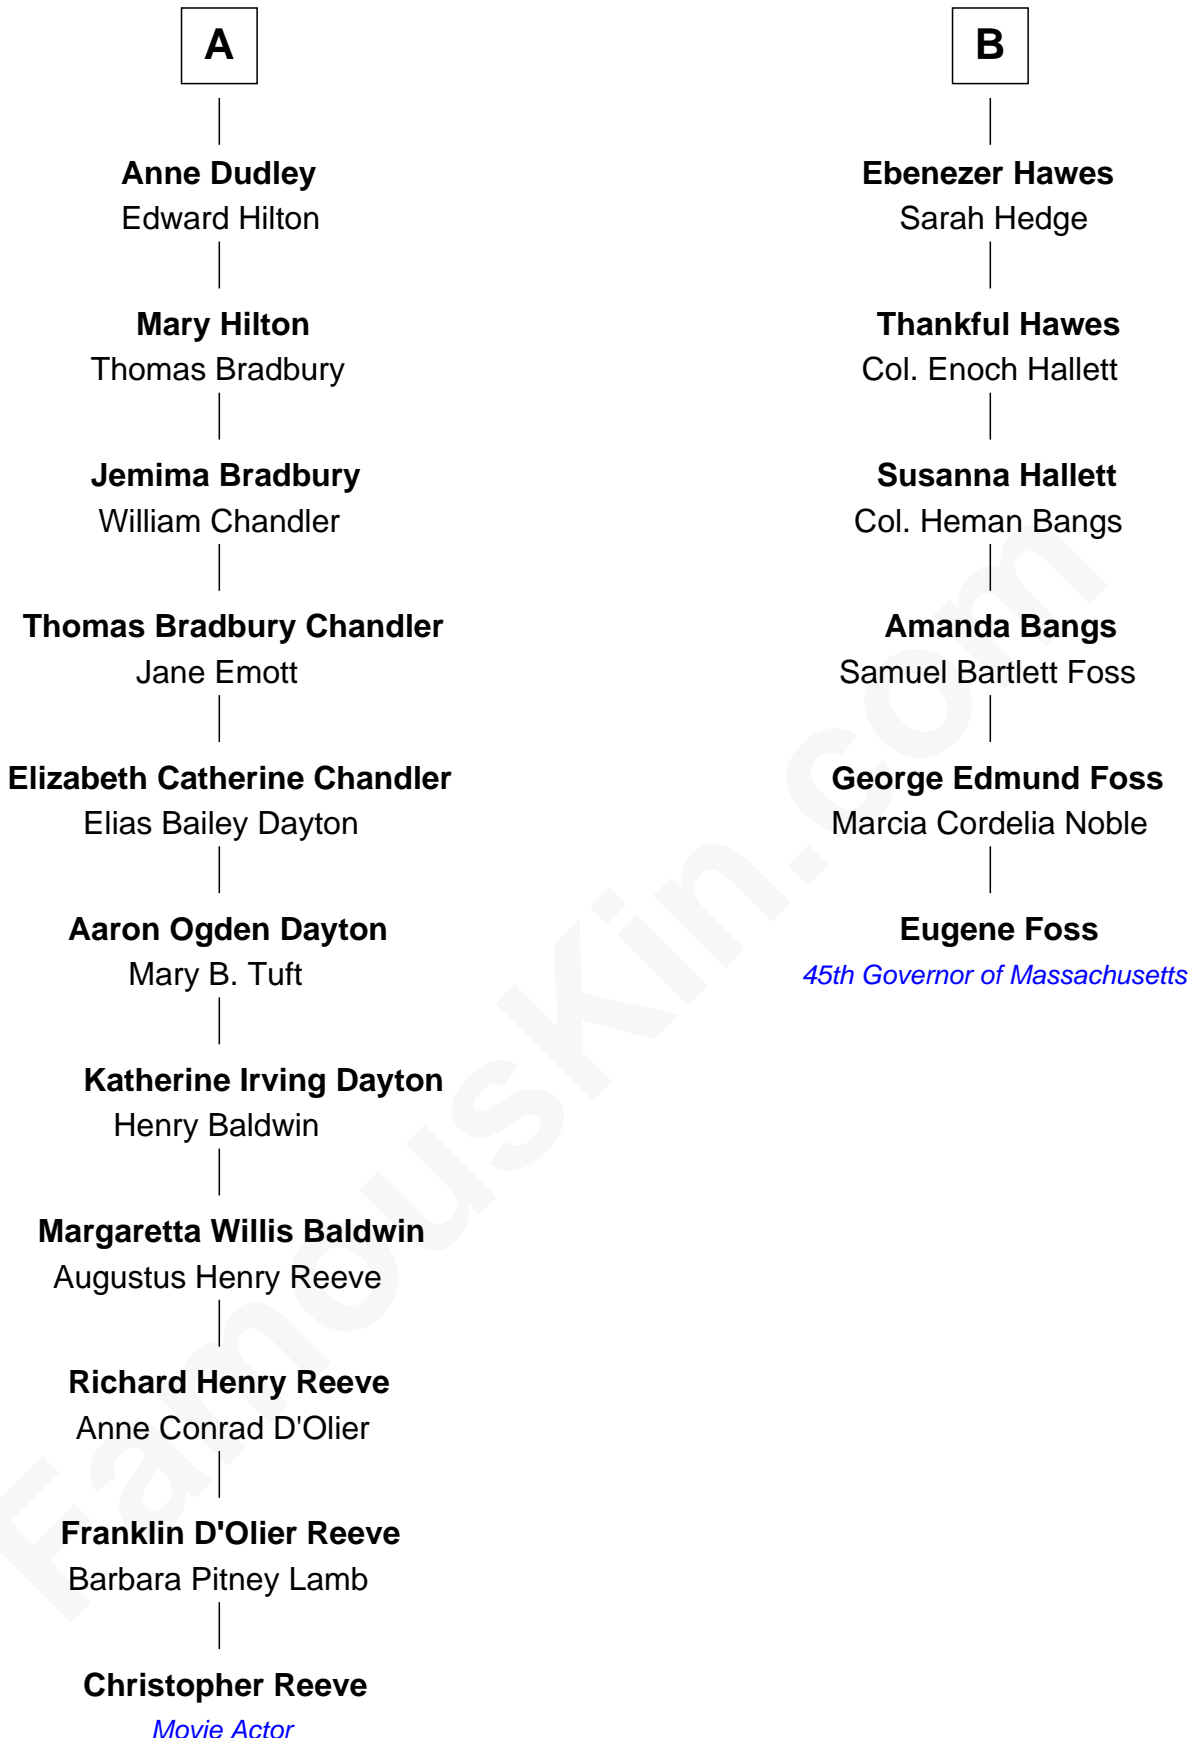 A
Anne Dudley
Edward Hilton
Mary Hilton
Thomas Bradbury
Jemima Bradbury
William Chandler
Thomas Bradbury Chandler
Jane Emott
Elizabeth Catherine Chandler
Elias Bailey Dayton
Aaron Ogden Dayton
Mary B. Tuft
Katherine Irving Dayton
Henry Baldwin
Margaretta Willis Baldwin
Augustus Henry Reeve
Richard Henry Reeve
Anne Conrad D'Olier
Franklin D'Olier Reeve
Barbara Pitney Lamb
Christopher Reeve
Movie Actor
B
Ebenezer Hawes
Sarah Hedge
Thankful Hawes
Col. Enoch Hallett
Susanna Hallett
Col. Heman Bangs
Amanda Bangs
Samuel Bartlett Foss
George Edmund Foss
Marcia Cordelia Noble
Eugene Foss
45th Governor of Massachusetts
FamousKin.com